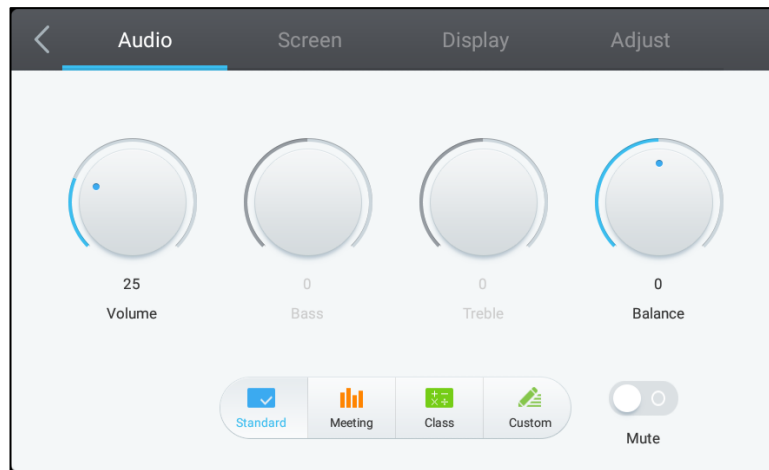 Audio Screen Display Adjust
25 0 0 0
Volume Bass Treble Balance
Standard Meeting Class Custom
Mute